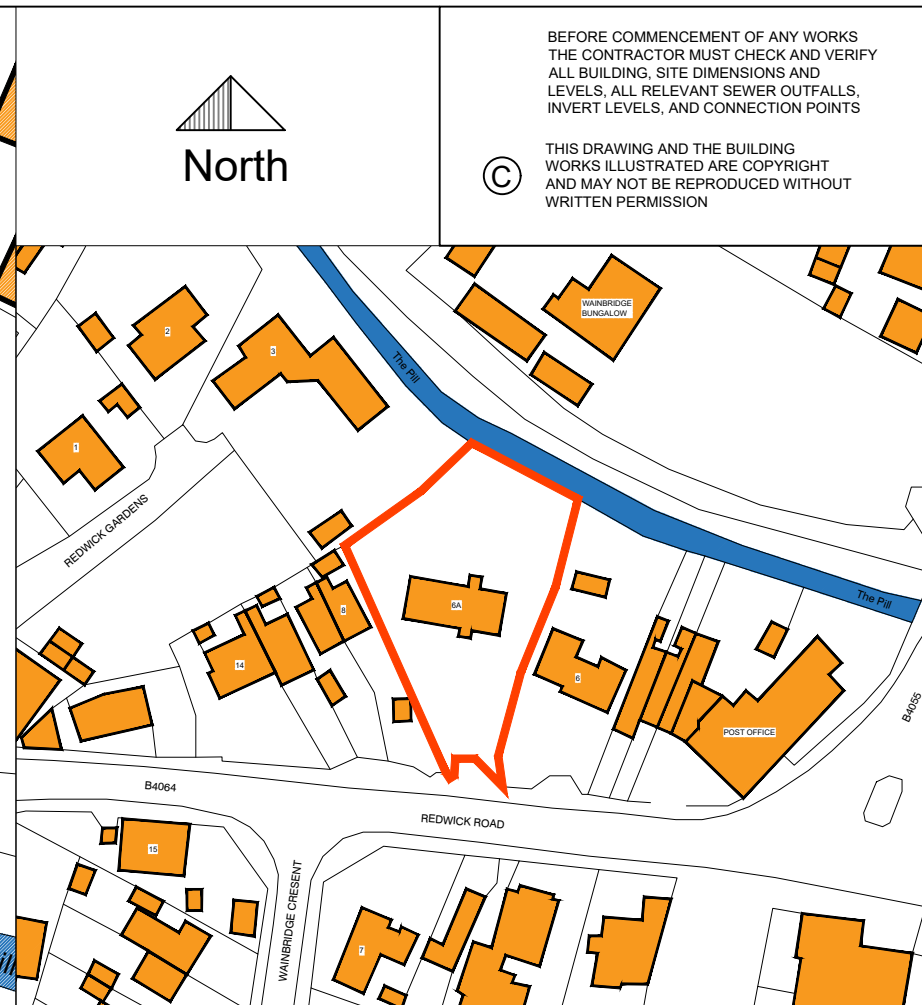 North
BEFORE COMMENCEMENT OF ANY WORKS
THE CONTRACTOR MUST CHECK AND VERIFY
ALL BUILDING, SITE DIMENSIONS AND
LEVELS, ALL RELEVANT SEWER OUTFALLS,
INVERT LEVELS, AND CONNECTION POINTS
C
THIS DRAWING AND THE BUILDING
WORKS ILLUSTRATED ARE COPYRIGHT
AND MAY NOT BE REPRODUCED WITHOUT
WRITTEN PERMISSION
WAINBRIDGE
BUNGALOW
2
3
The Pill
1
REDWICK GARDENS
6A
8
The Pill
14
6
B4055
POST OFFICE
B4064
REDWICK ROAD
15
WAINBRIDGE CRESENT
7